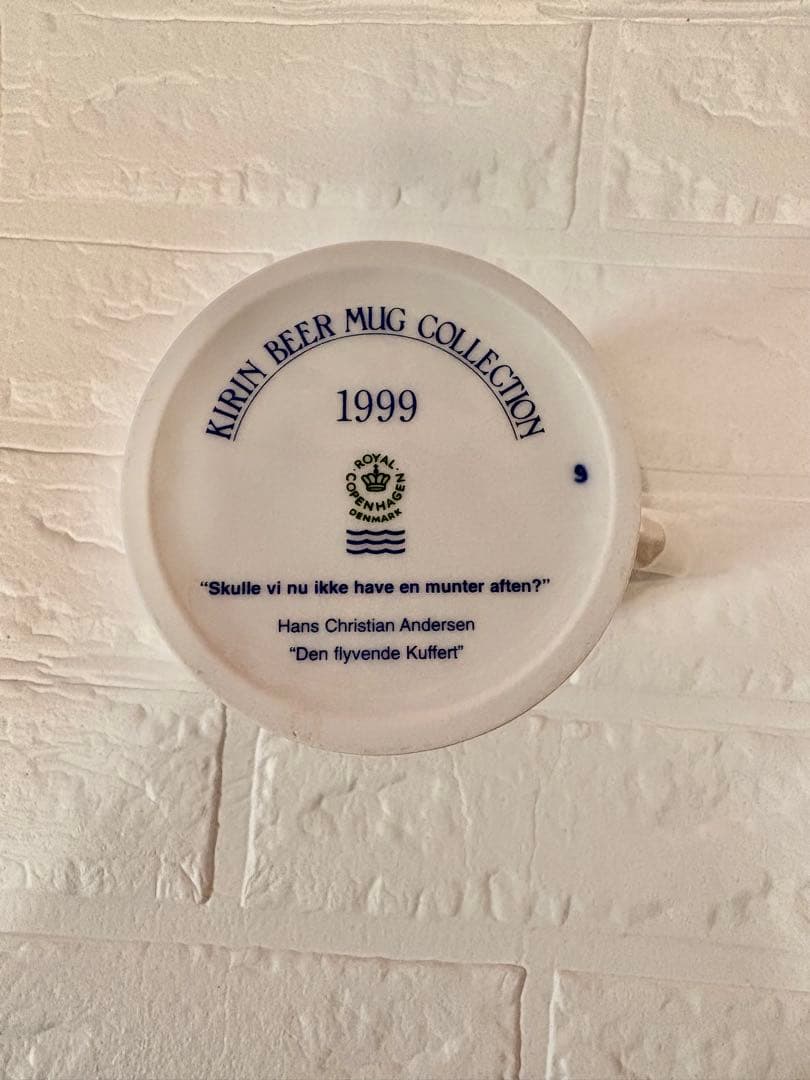 KIRIN BEER MUG COLLECTION
1999
ROYAL
COPENHAGEN
DENMARK
9
“Skulle vi nu ikke have en munter aften?”
Hans Christian Andersen
“Den flyvende Kuffert”